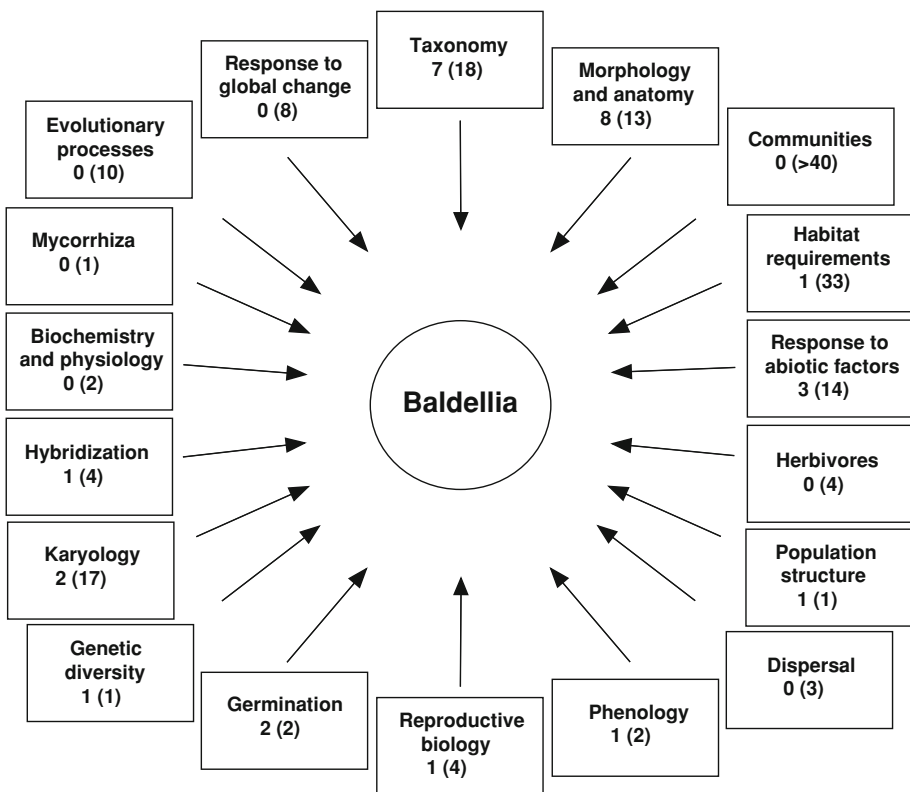 Taxonomy
7 (18)
Morphology
and anatomy
8 (13)
Communities
0 (>40)
Habitat
requirements
1 (33)
Response to
abiotic factors
3 (14)
Herbivores
0 (4)
Population
structure
1 (1)
Dispersal
0 (3)
Phenology
1 (2)
Reproductive
biology
1 (4)
Germination
2 (2)
Genetic
diversity
1 (1)
Karyology
2 (17)
Hybridization
1 (4)
Biochemistry
and physiology
0 (2)
Mycorrhiza
0 (1)
Evolutionary
processes
0 (10)
Response to
global change
0 (8)
Baldellia